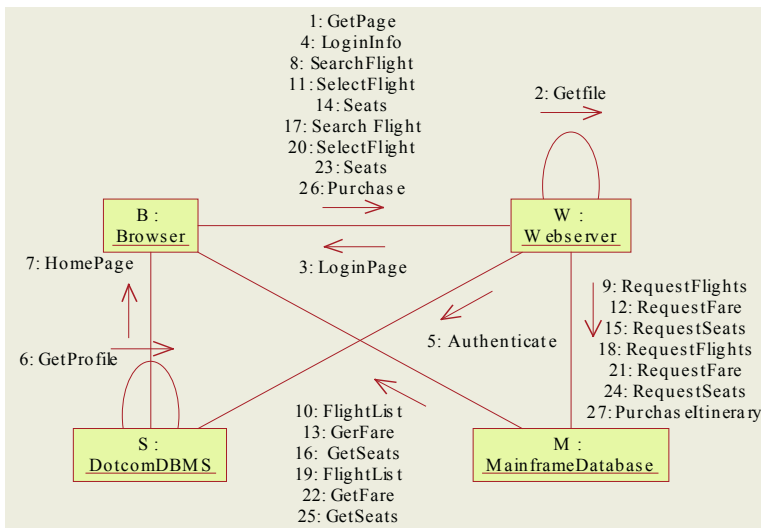 1: GetPage
4: LoginInfo
8: SearchFlight
11: SelectFlight
14: Seats
17: Search Flight
20: SelectFlight
23: Seats
26: Purchase
2: Getfile
B :
Browser
W :
Webserver
3: LoginPage
7: HomePage
6: GetProfile
5: Authenticate
9: RequestFlights
12: RequestFare
15: RequestSeats
18: RequestFlights
21: RequestFare
24: RequestSeats
27: PurchaseItinerary
10: FlightList
13: GerFare
16: GetSeats
19: FlightList
22: GetFare
25: GetSeats
S :
DotcomDBMS
M :
MainframeDatabase